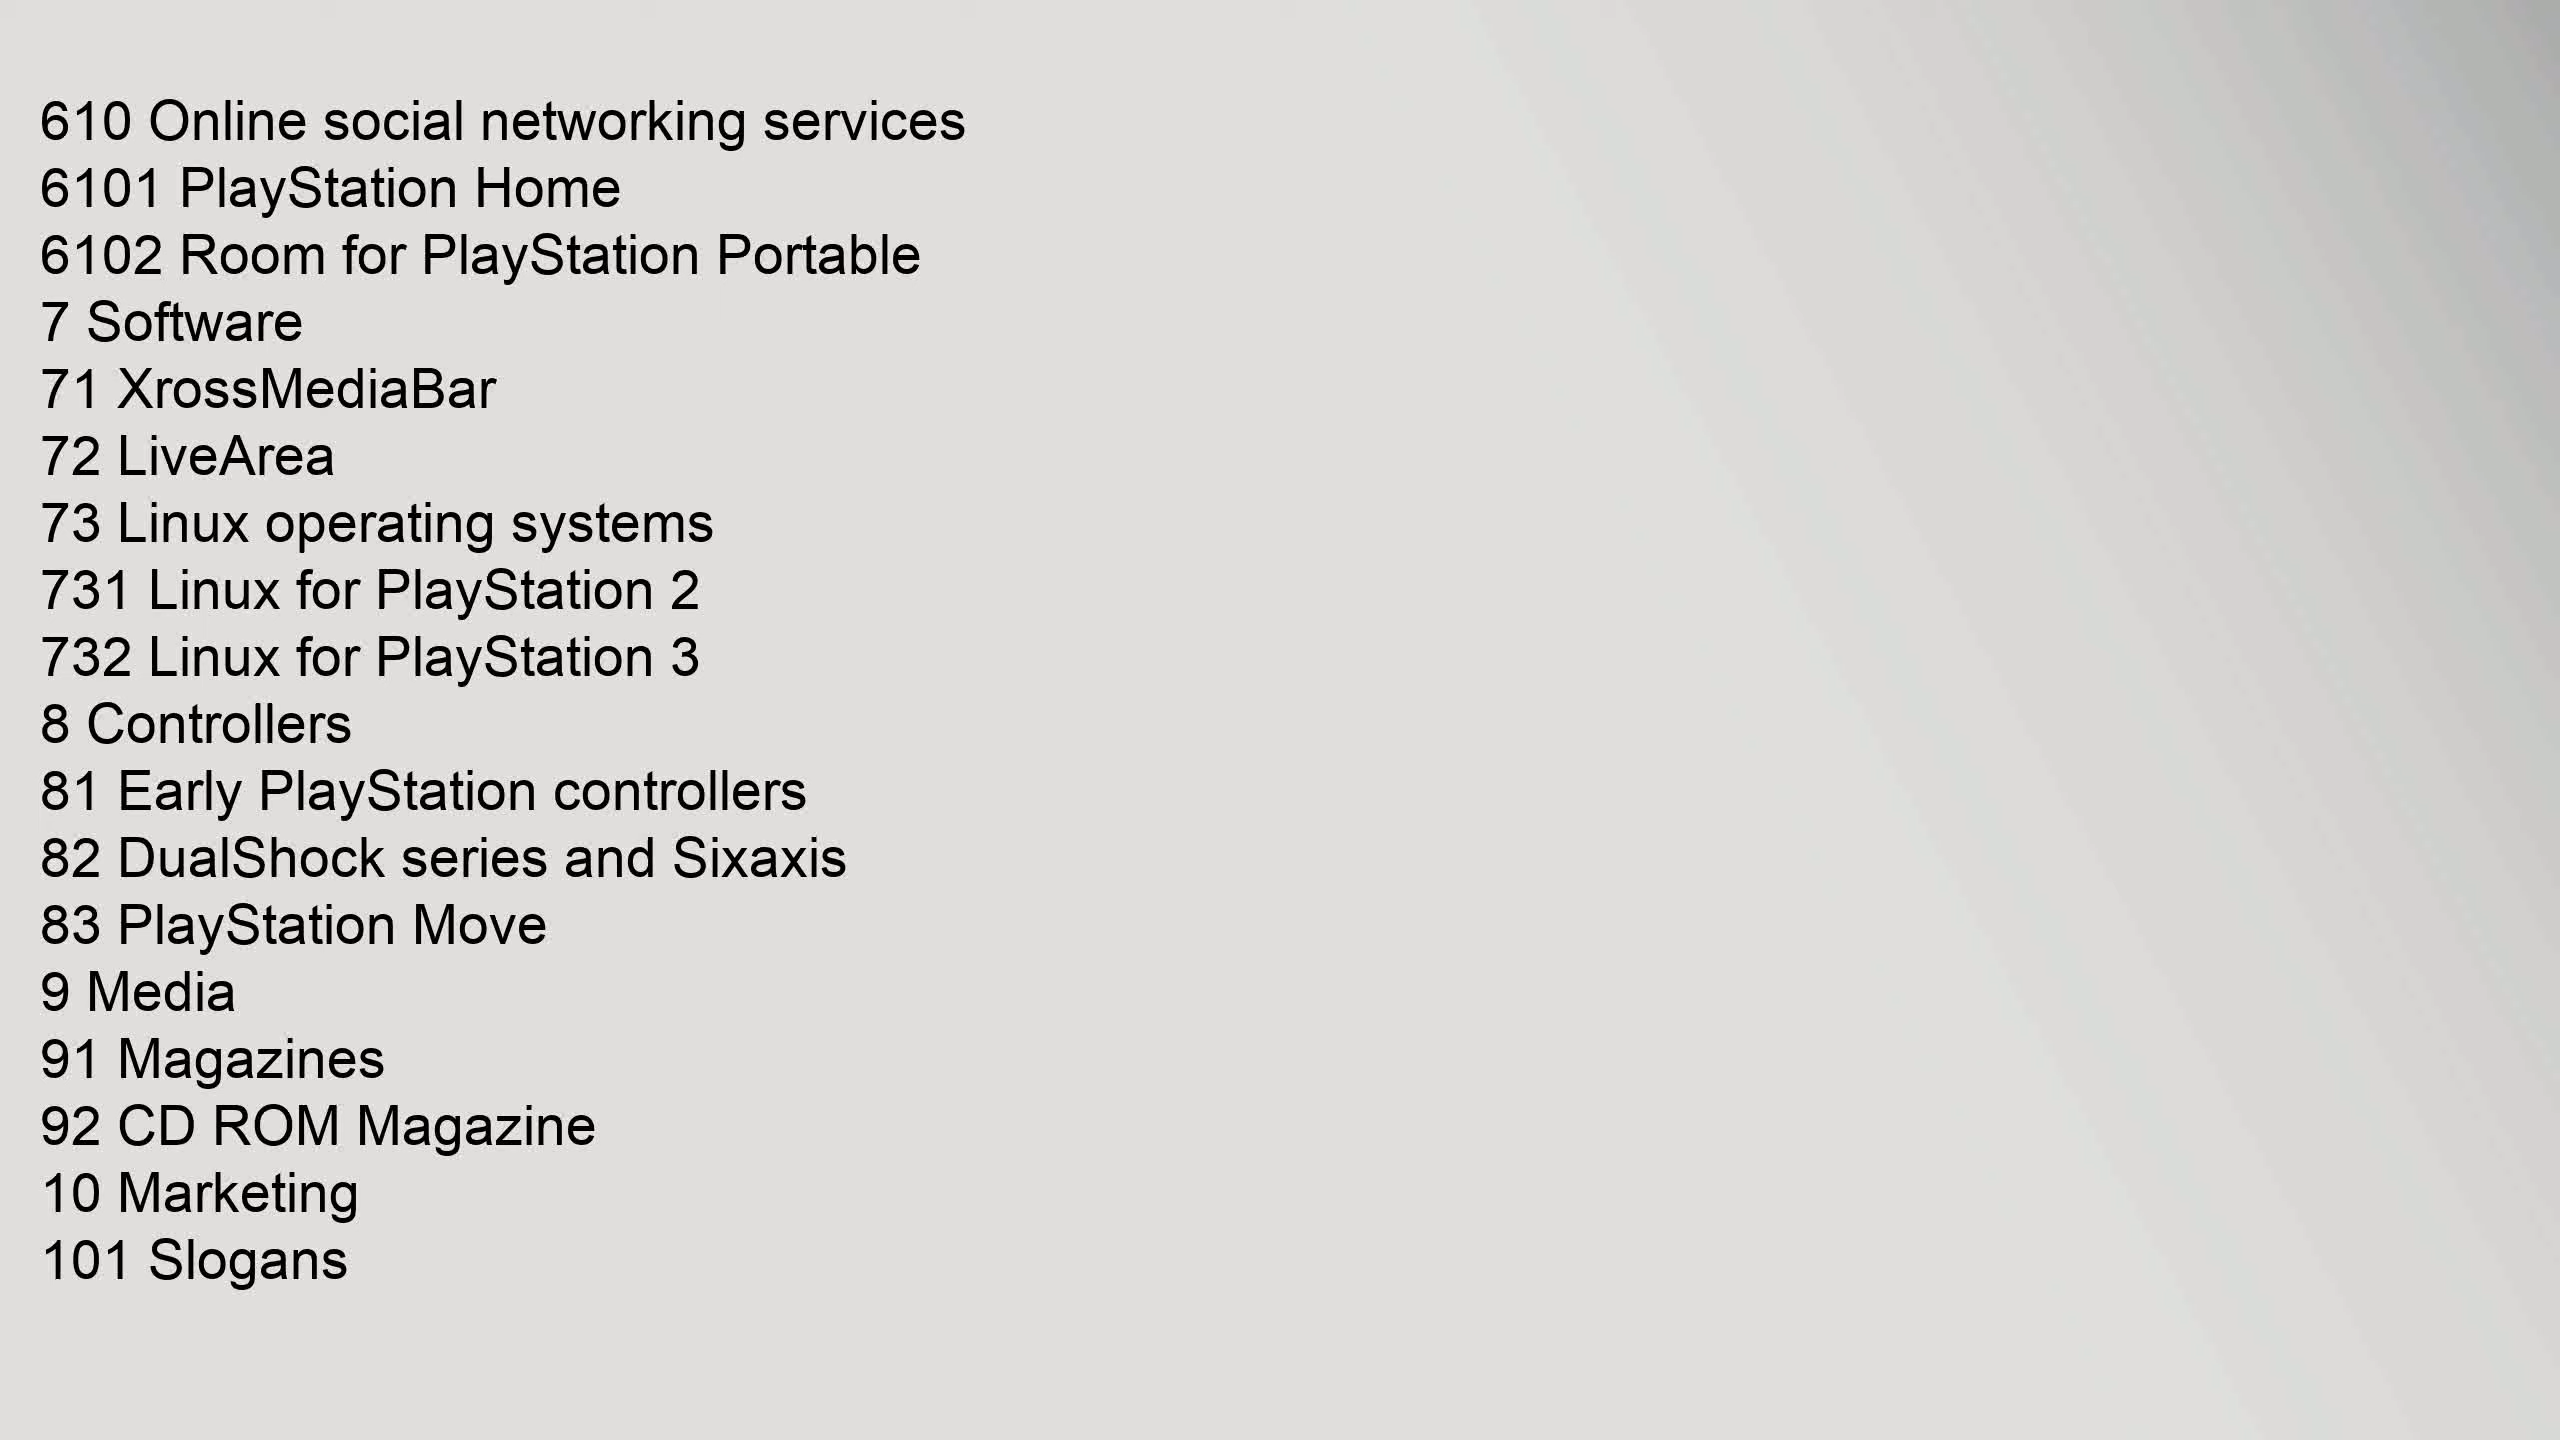 610 Online social networking services
6101 PlayStation Home
6102 Room for PlayStation Portable
7 Software
71 XrossMediaBar
72 LiveArea
73 Linux operating systems
731 Linux for PlayStation 2
732 Linux for PlayStation 3
8 Controllers
81 Early PlayStation controllers
82 DualShock series and Sixaxis
83 PlayStation Move
9 Media
91 Magazines
92 CD ROM Magazine
10 Marketing
101 Slogans